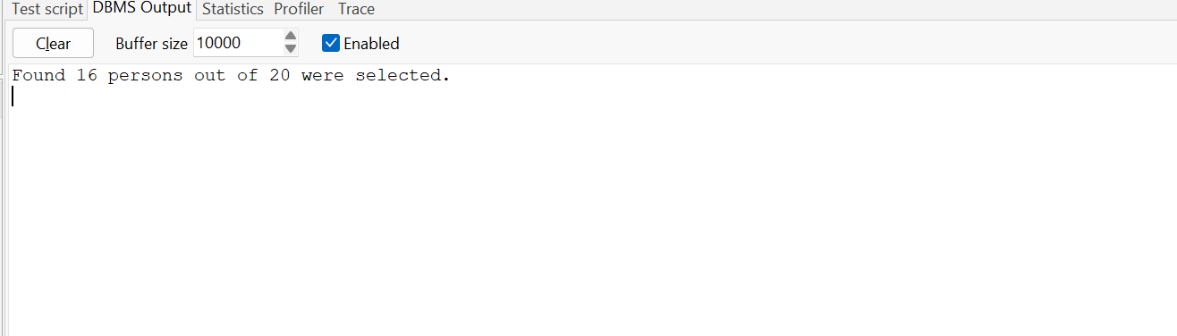 Test script DBMS Output Statistics Profiler Trace
Clear Buffer size 10000 Enabled
Found 16 persons out of 20 were selected.